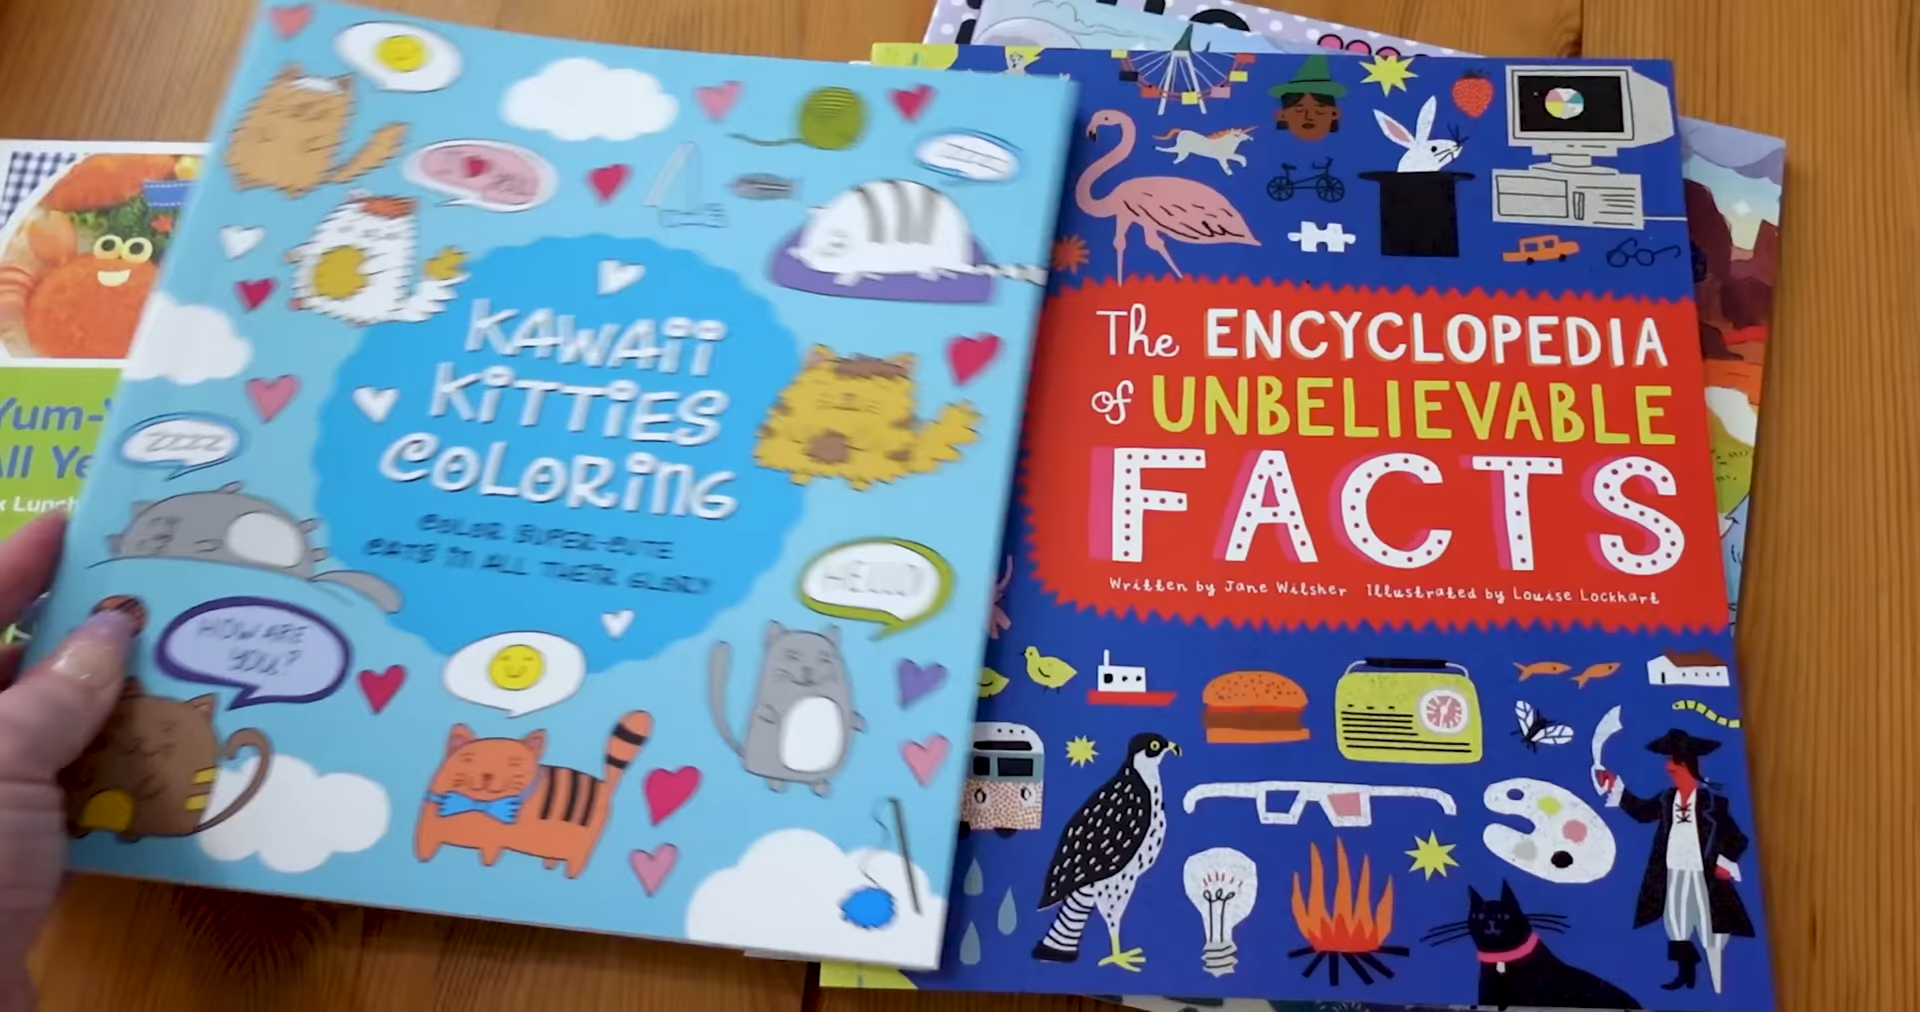 KAWAII
KITTIES
COLORING
COLOR SUPER-CUTE
CATS IN ALL THEIR GLORY
ZZZZ
HELLO!
HOW ARE
YOU?
The ENCYCLOPEDIA
of UNBELIEVABLE
FACTS
Written by Jane Wilsher Illustrated by Louise Lockhart
Yum-
All Ye
Lunch